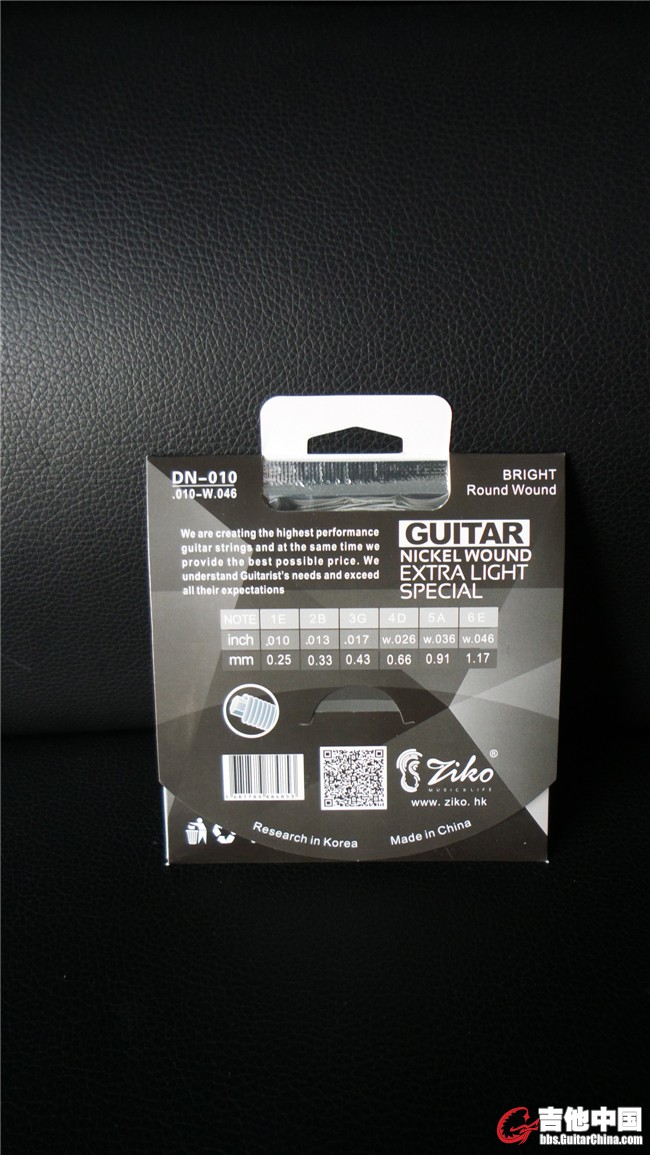 DN-010
.010-W.046
BRIGHT
Round Wound
We are creating the highest performance
guitar strings and at the same time we
provide the best possible price. We
understand Guitarist's needs and exceed
all their expectations
GUITAR
NICKEL WOUND
EXTRA LIGHT
SPECIAL
NOTE 1E 2B 3G 4D 5A 6E
inch .010 .013 .017 w.026 w.036 w.046
mm 0.25 0.33 0.43 0.66 0.91 1.17
Ziko®
MUSIC&LIFE
www.ziko.hk
Research in Korea
Made in China
吉他中国
bbs.GuitarChina.com